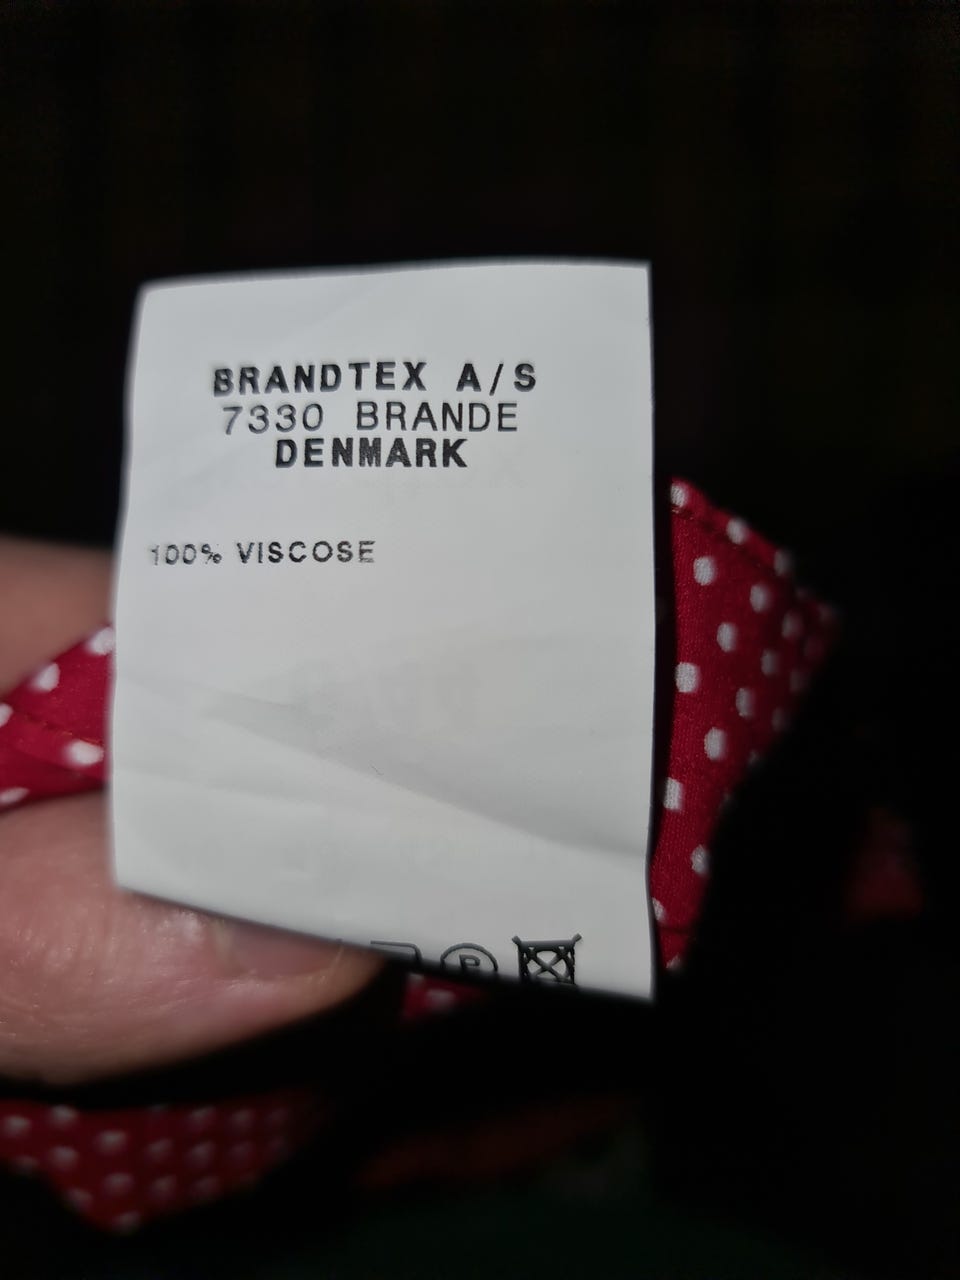 BRANDTEX A/S
7330 BRANDE
DENMARK
100% VISCOSE
P